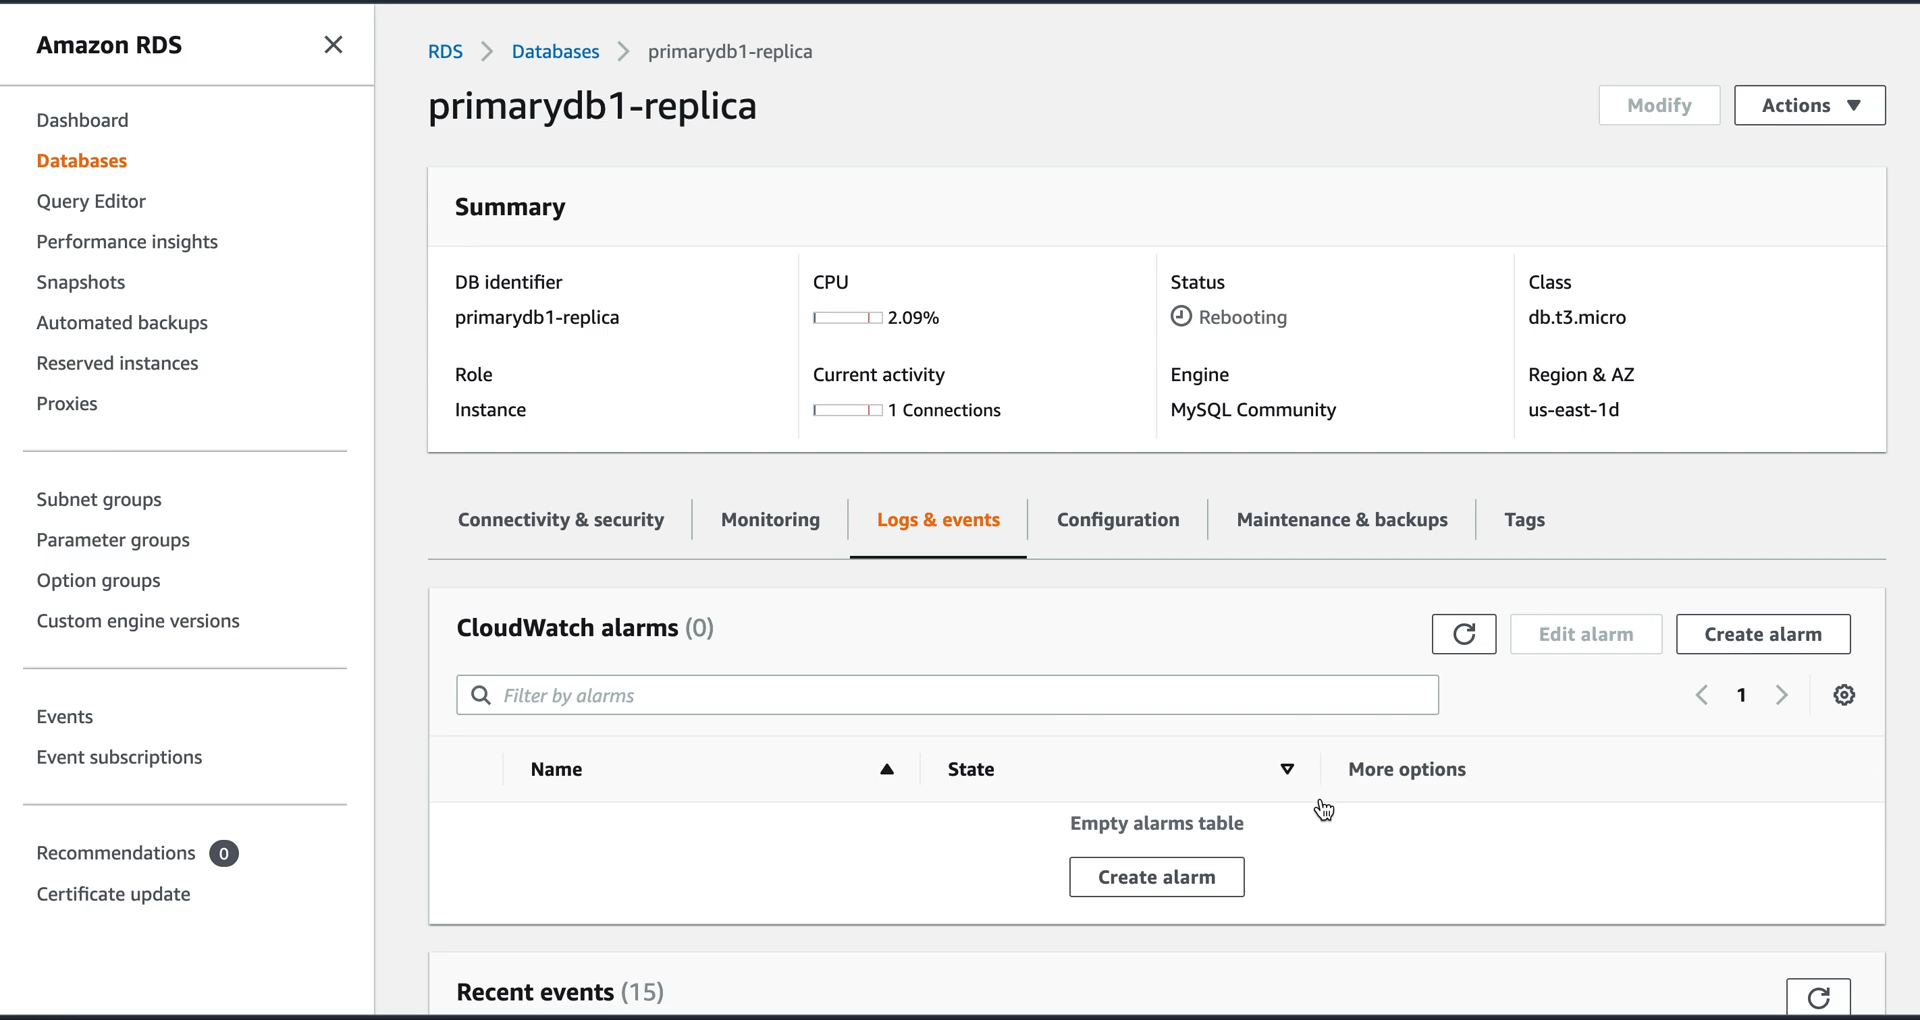 Amazon RDS
Dashboard
Databases
Query Editor
Performance insights
Snapshots
Automated backups
Reserved instances
Proxies
Subnet groups
Parameter groups
Option groups
Custom engine versions
Events
Event subscriptions
Recommendations 0
Certificate update
RDS Databases primarydb1-replica
primarydb1-replica
Modify Actions
Summary
DB identifier
primarydb1-replica
Role
Instance
CPU
2.09%
Current activity
1 Connections
Status
Rebooting
Engine
MySQL Community
Class
db.t3.micro
Region & AZ
us-east-1d
Connectivity & security Monitoring Logs & events Configuration Maintenance & backups Tags
CloudWatch alarms (0)
Edit alarm Create alarm
Filter by alarms
1
Name State More options
Empty alarms table
Create alarm
Recent events (15)